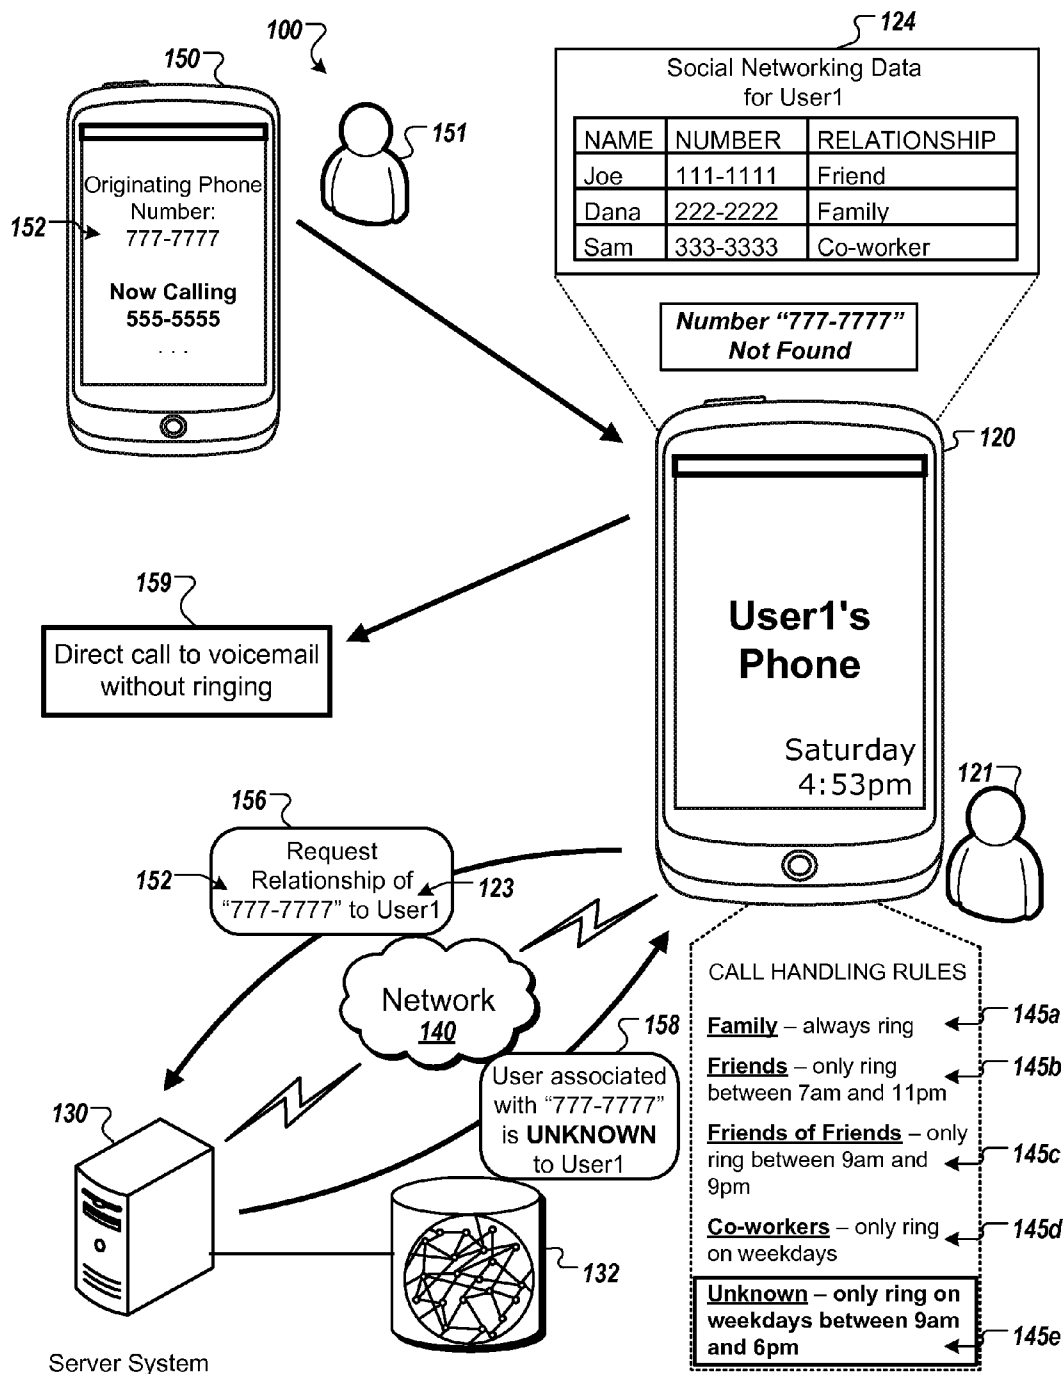 100
150
151
Originating Phone
Number:
777-7777
152
Now Calling
555-5555
. . .
124
Social Networking Data
for User1
NAME NUMBER RELATIONSHIP
Joe 111-1111 Friend
Dana 222-2222 Family
Sam 333-3333 Co-worker
Number “777-7777”
Not Found
120
User1's
Phone
Saturday
4:53pm
121
159
Direct call to voicemail
without ringing
156
Request
Relationship of
“777-7777” to User1
152
123
Network
140
158
User associated
with “777-7777”
is UNKNOWN
to User1
130
Server System
132
CALL HANDLING RULES
Family – always ring
145a
Friends – only ring
between 7am and 11pm
145b
Friends of Friends – only
ring between 9am and
9pm
145c
Co-workers – only ring
on weekdays
145d
Unknown – only ring on
weekdays between 9am
and 6pm
145e